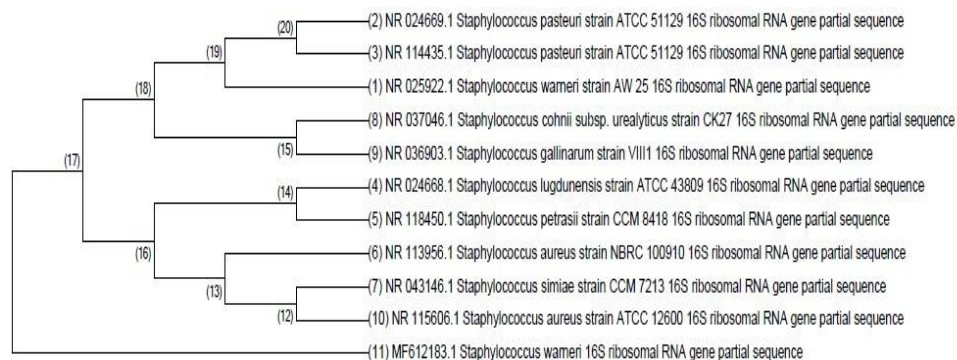 (20)
(2) NR 024669.1 Staphylococcus pasteuri strain ATCC 51129 16S ribosomal RNA gene partial sequence
(19)
(3) NR 114435.1 Staphylococcus pasteuri strain ATCC 51129 16S ribosomal RNA gene partial sequence
(18)
(1) NR 025922.1 Staphylococcus warneri strain AW 25 16S ribosomal RNA gene partial sequence
(8) NR 037046.1 Staphylococcus cohnii subsp. urealyticus strain CK27 16S ribosomal RNA gene partial sequence
(15)
(17)
(9) NR 036903.1 Staphylococcus gallinarum strain VIII1 16S ribosomal RNA gene partial sequence
(14)
(4) NR 024668.1 Staphylococcus lugdunensis strain ATCC 43809 16S ribosomal RNA gene partial sequence
(5) NR 118450.1 Staphylococcus petrasii strain CCM 8418 16S ribosomal RNA gene partial sequence
(16)
(6) NR 113956.1 Staphylococcus aureus strain NBRC 100910 16S ribosomal RNA gene partial sequence
(13)
(7) NR 043146.1 Staphylococcus simiae strain CCM 7213 16S ribosomal RNA gene partial sequence
(12)
(10) NR 115606.1 Staphylococcus aureus strain ATCC 12600 16S ribosomal RNA gene partial sequence
(11) MF612183.1 Staphylococcus warneri 16S ribosomal RNA gene partial sequence